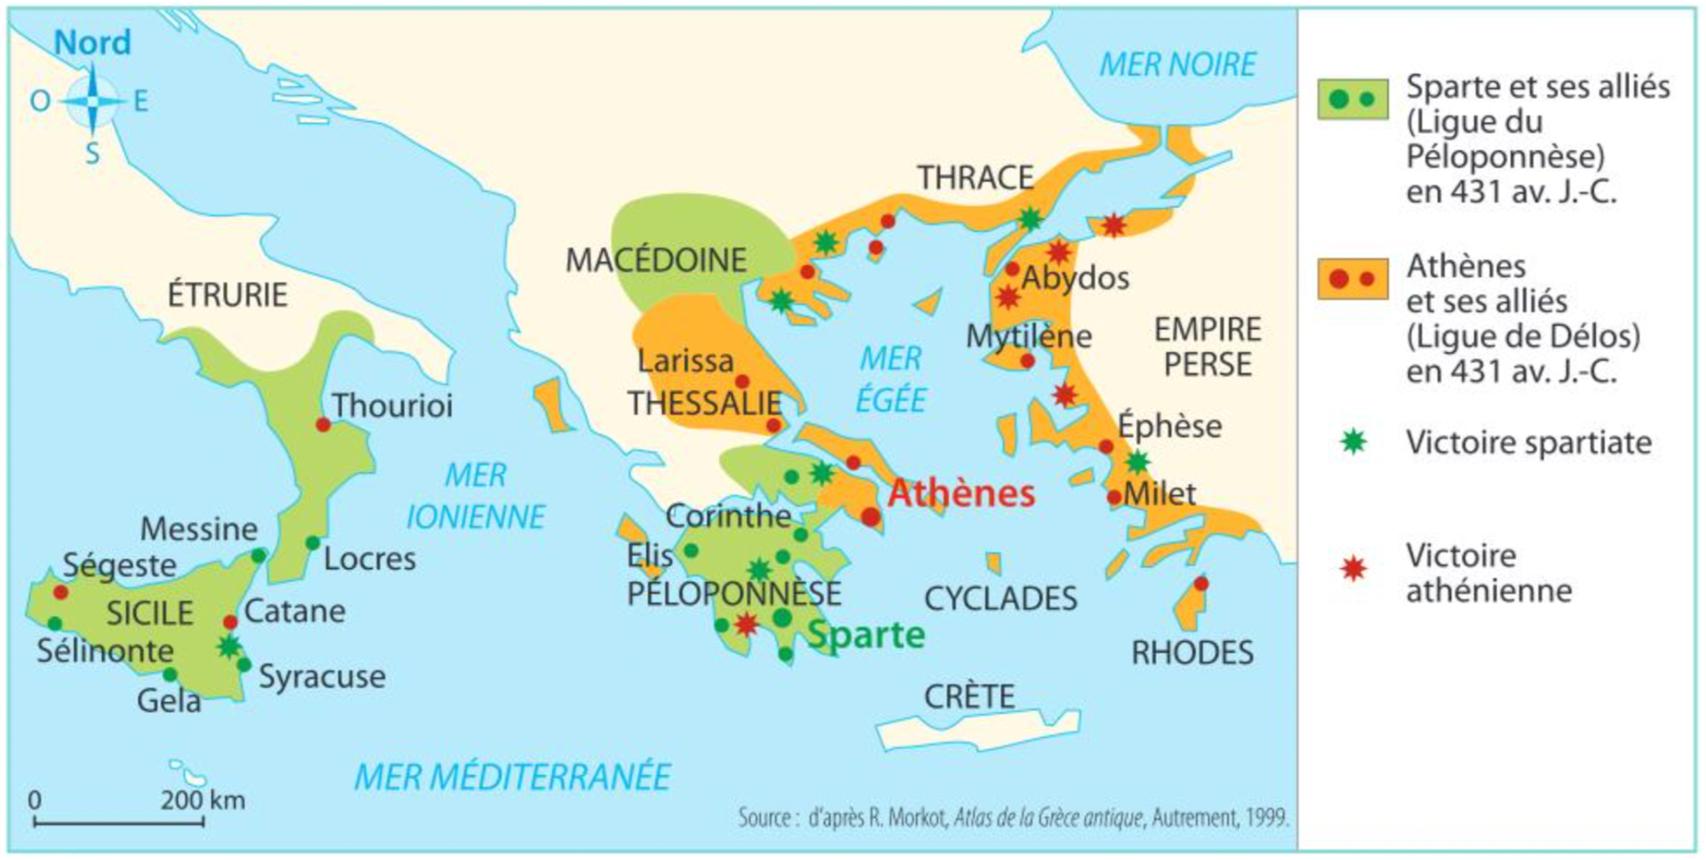 Nord
O
E
S
MER NOIRE
THRACE
MACÉDOINE
ÉTRURIE
Abydos
Mytilène
EMPIRE
PERSE
MER
ÉGÉE
Larissa
THESSALIE
Thourioi
Éphèse
MER
IONIENNE
Athènes
Milet
Corinthe
Messine
Elis
Locres
Ségeste
PÉLOPONNÈSE
CYCLADES
SICILE
Catane
Sparte
Sélinonte
RHODES
Syracuse
Gela
CRÈTE
MER MÉDITERRANÉE
0
200 km
Source : d'après R. Morkot, Atlas de la Grèce antique, Autrement, 1999.
Sparte et ses alliés
(Ligue du
Péloponnèse)
en 431 av. J.-C.
Athènes
et ses alliés
(Ligue de Délos)
en 431 av. J.-C.
Victoire spartiate
Victoire
athénienne